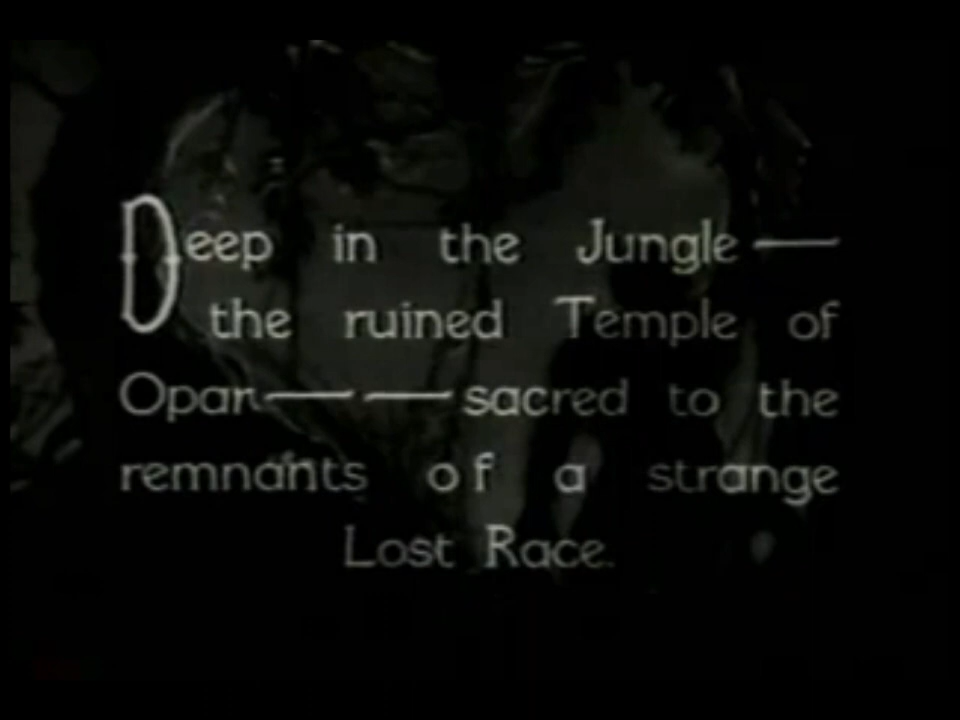 Deep in the Jungle —
the ruined Temple of
Opar — — sacred to the
remnants of a strange
Lost Race.